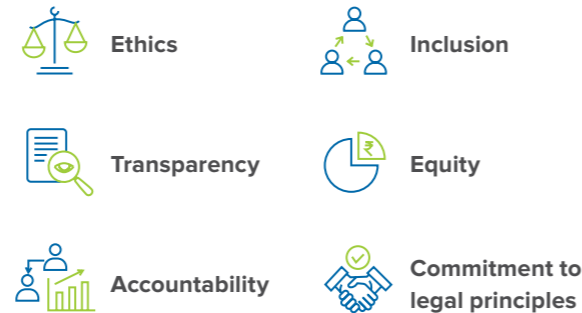 Ethics
Inclusion
Transparency
₹
Equity
Accountability
Commitment to
legal principles